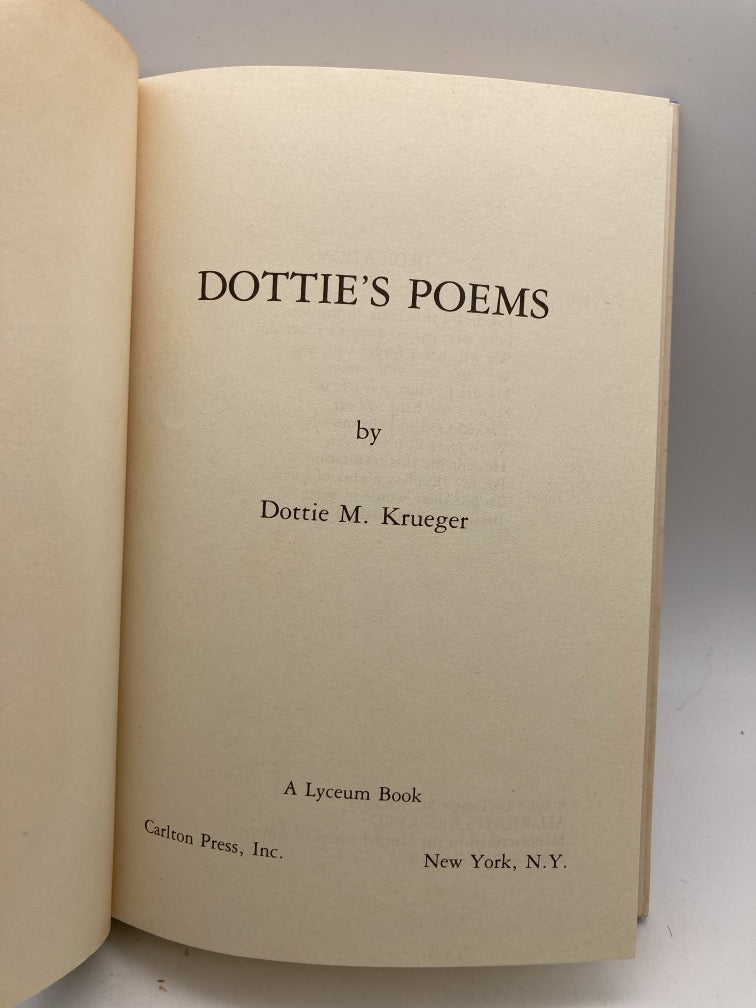 DOTTIE'S POEMS
by
Dottie M. Krueger
A Lyceum Book
Carlton Press, Inc.
New York, N.Y.